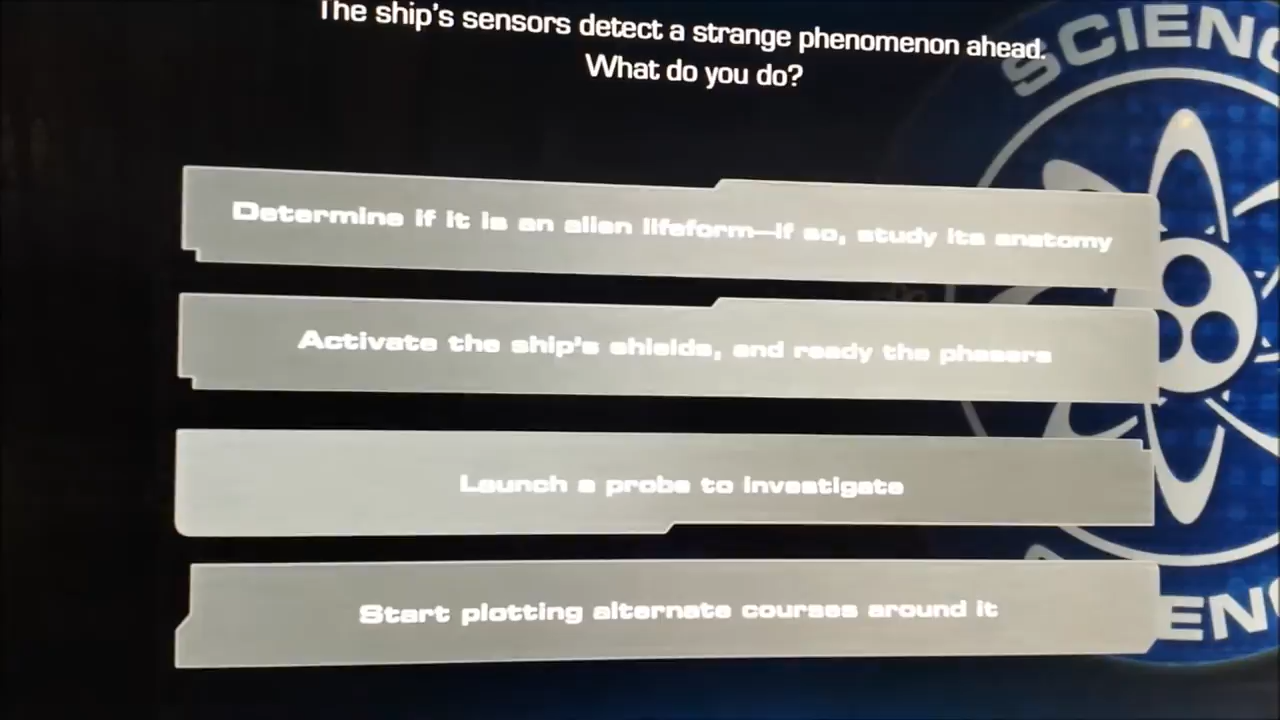 The ship's sensors detect a strange phenomenon ahead.
What do you do?
Determine if it is an alien lifeform—if so, study its anatomy
Activate the ship's shields, and ready the phasers
Launch a probe to investigate
Start plotting alternate courses around it